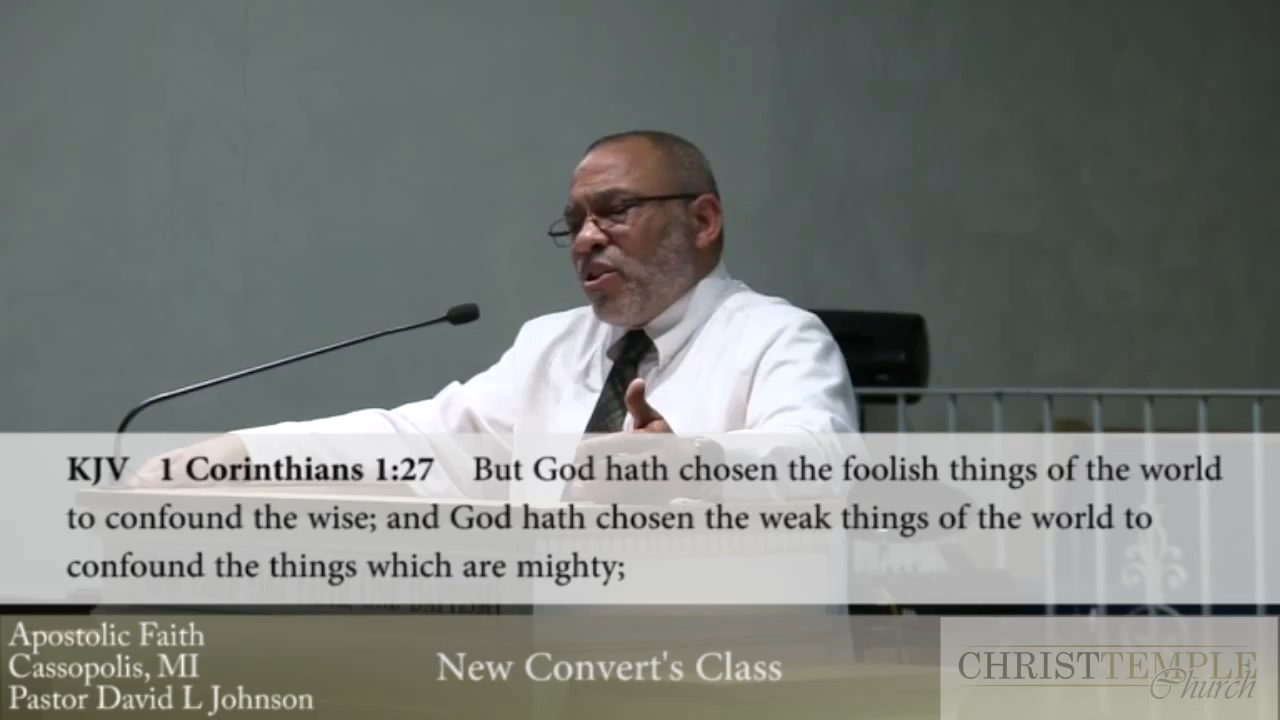 KJV 1 Corinthians 1:27 But God hath chosen the foolish things of the world
to confound the wise; and God hath chosen the weak things of the world to
confound the things which are mighty;
Apostolic Faith
Cassopolis, MI
Pastor David L Johnson
New Convert's Class
CHRISTTEMPLE
Church